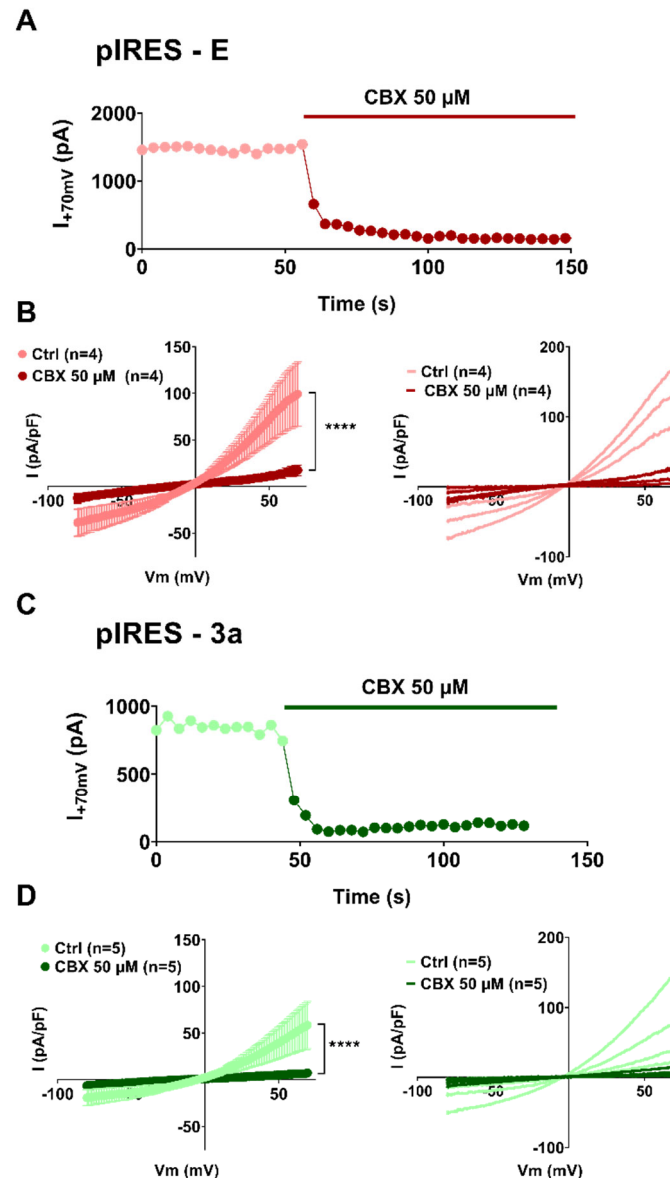 A
pIRES - E
CBX 50 µM
2000
1000
0
I+70mV (pA)
0 50 100 150
Time (s)
B
Ctrl (n=4)
CBX 50 µM (n=4)
150
100
50
-50
-100 -50 50
I (pA/pF)
Vm (mV)
****
Ctrl (n=4)
CBX 50 µM (n=4)
200
100
-100
-100 -50 50
I (pA/pF)
Vm (mV)
C
pIRES - 3a
CBX 50 µM
1000
500
0
I+70mV (pA)
0 50 100 150
Time (s)
D
Ctrl (n=5)
CBX 50 µM (n=5)
150
100
50
-50
-100 -50 50
I (pA/pF)
Vm (mV)
****
Ctrl (n=5)
CBX 50 µM (n=5)
200
100
-100
-100 -50 50
I (pA/pF)
Vm (mV)